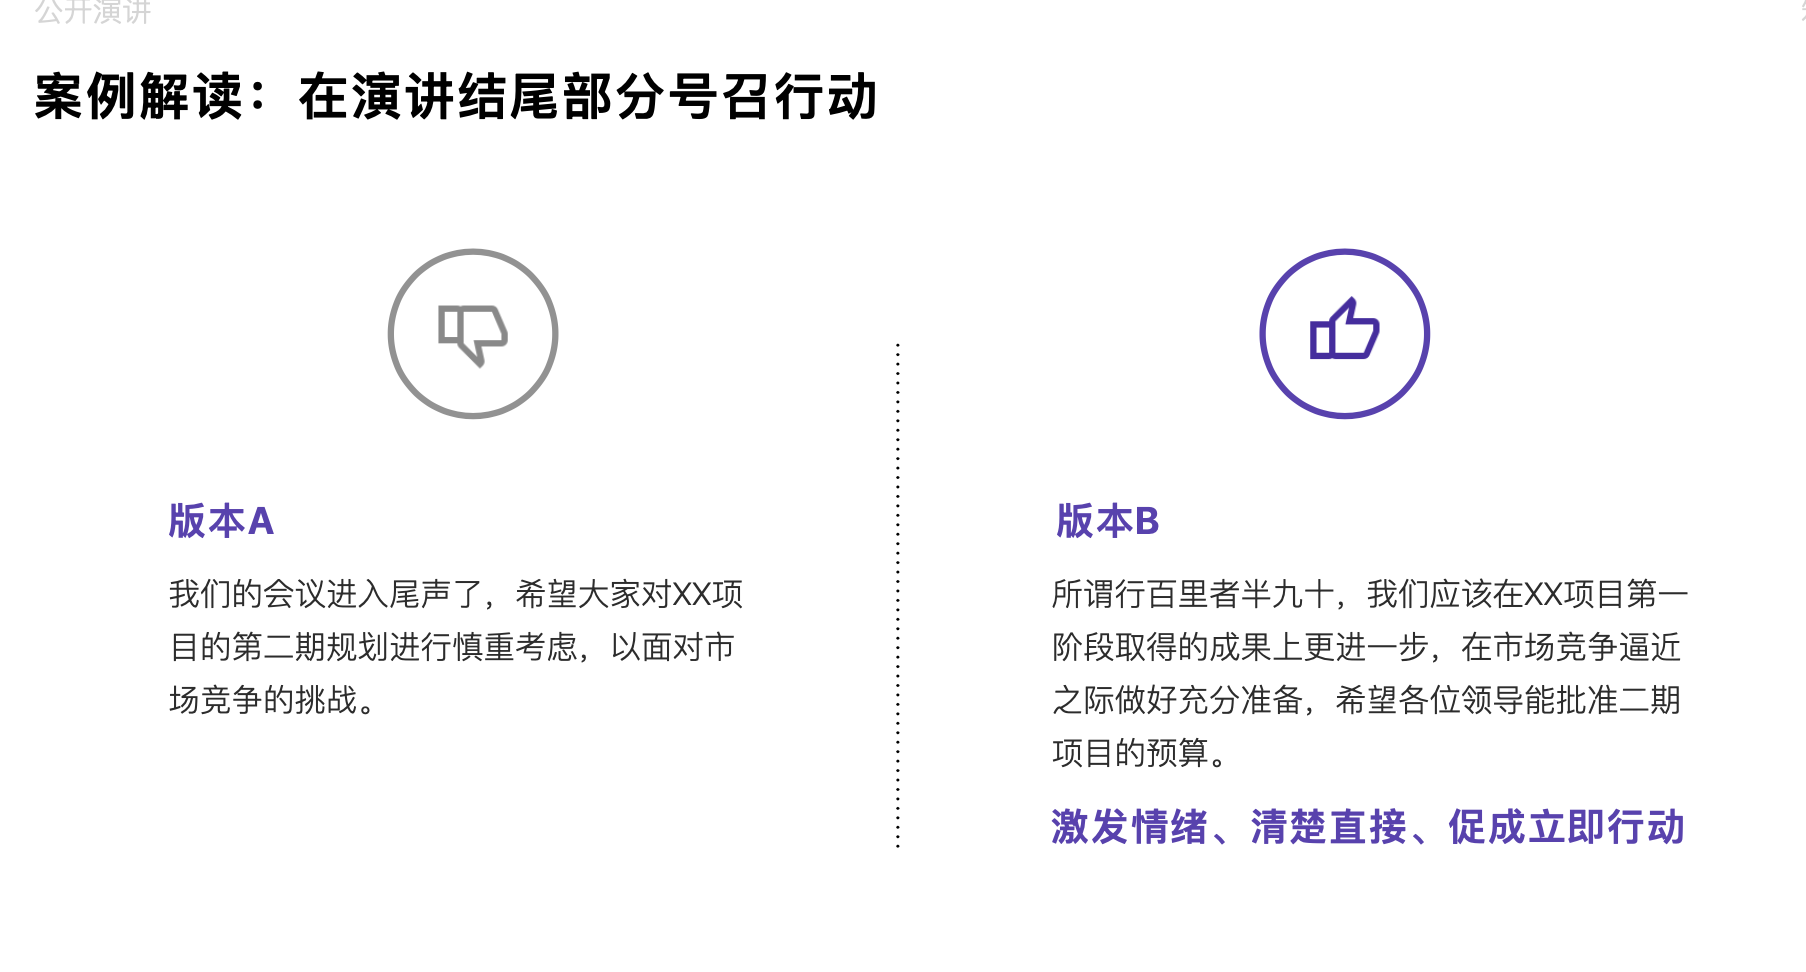 公开演讲
案例解读：在演讲结尾部分号召行动
版本A
我们的会议进入尾声了，希望大家对XX项
目的第二期规划进行慎重考虑，以面对市
场竞争的挑战。
版本B
所谓行百里者半九十，我们应该在XX项目第一
阶段取得的成果上更进一步，在市场竞争逼近
之际做好充分准备，希望各位领导能批准二期
项目的预算。
激发情绪、清楚直接、促成立即行动